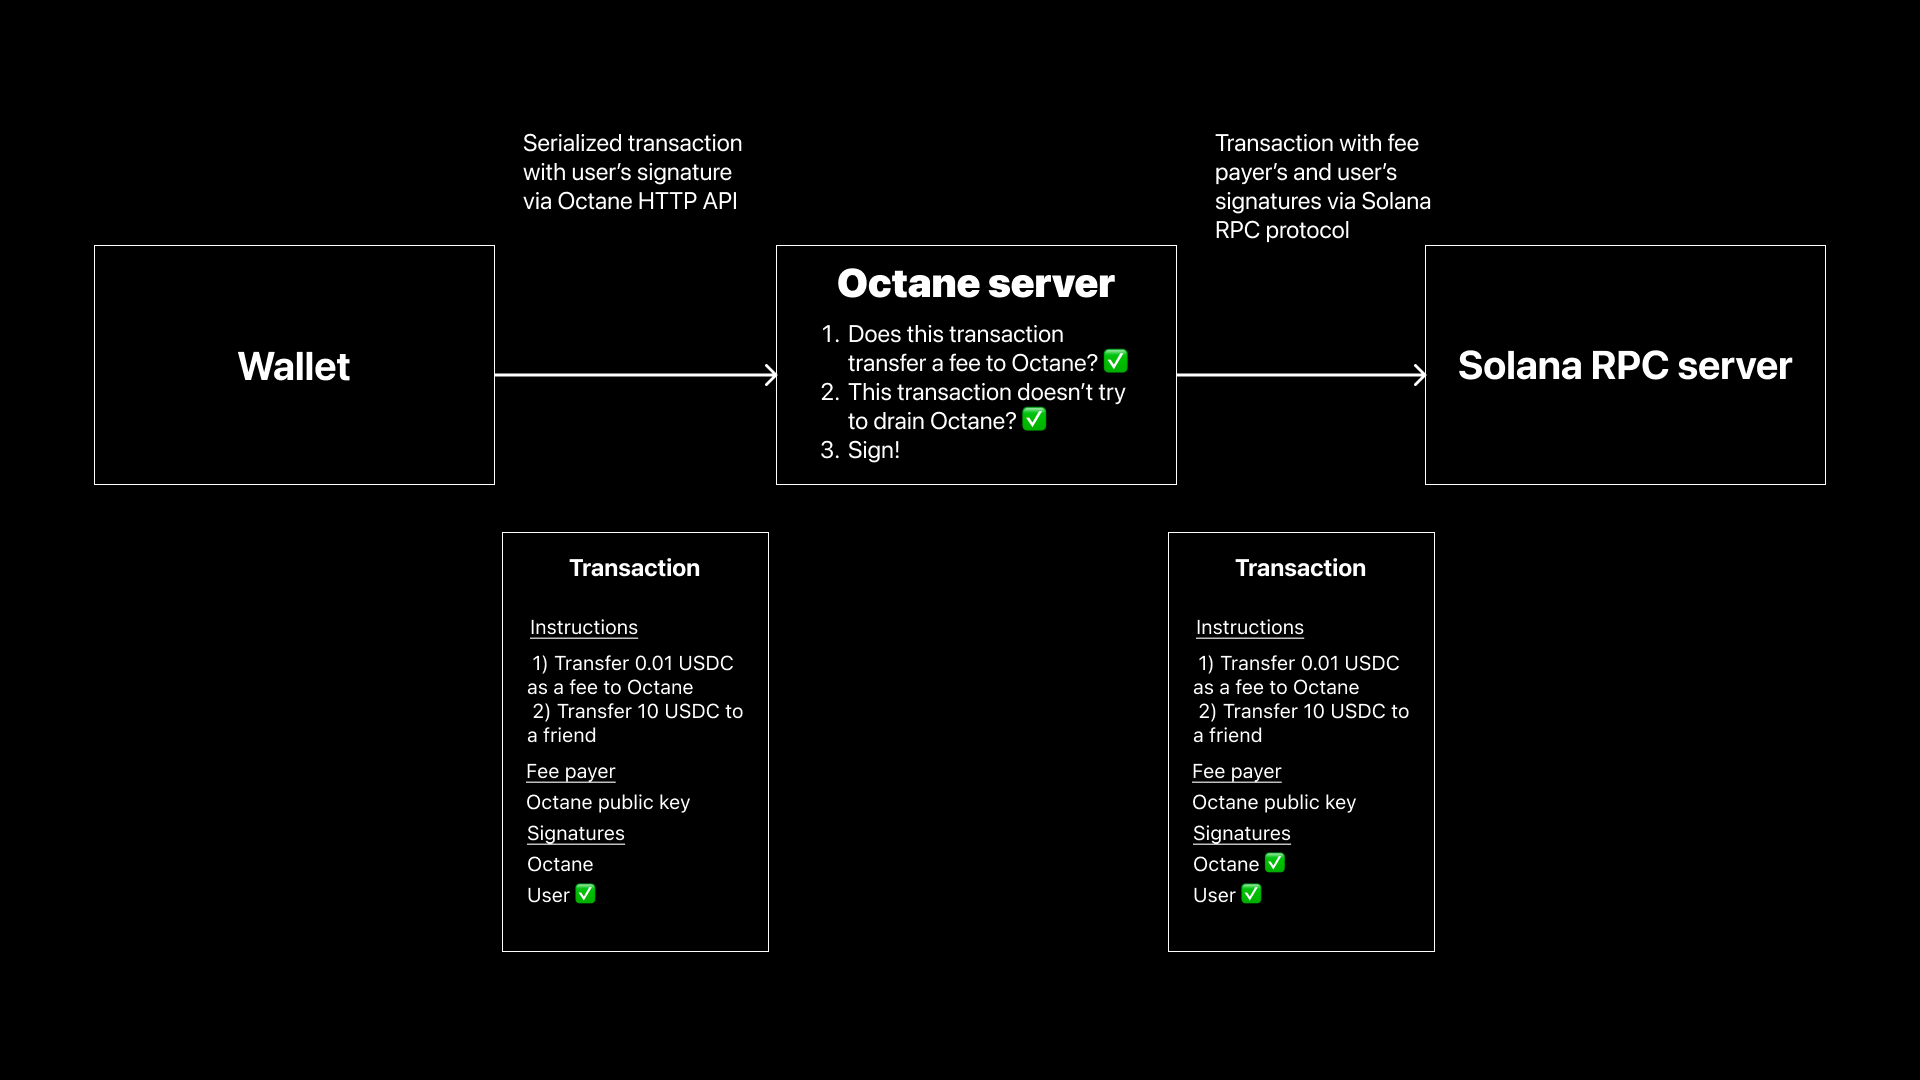 Serialized transaction
with user’s signature
via Octane HTTP API
Transaction with fee
payer’s and user’s
signatures via Solana
RPC protocol
Wallet
Octane server
1. Does this transaction
transfer a fee to Octane? ✅
2. This transaction doesn’t try
to drain Octane? ✅
3. Sign!
Solana RPC server
Transaction
Instructions
1) Transfer 0.01 USDC
as a fee to Octane
2) Transfer 10 USDC to
a friend
Fee payer
Octane public key
Signatures
Octane
User ✅
Transaction
Instructions
1) Transfer 0.01 USDC
as a fee to Octane
2) Transfer 10 USDC to
a friend
Fee payer
Octane public key
Signatures
Octane ✅
User ✅